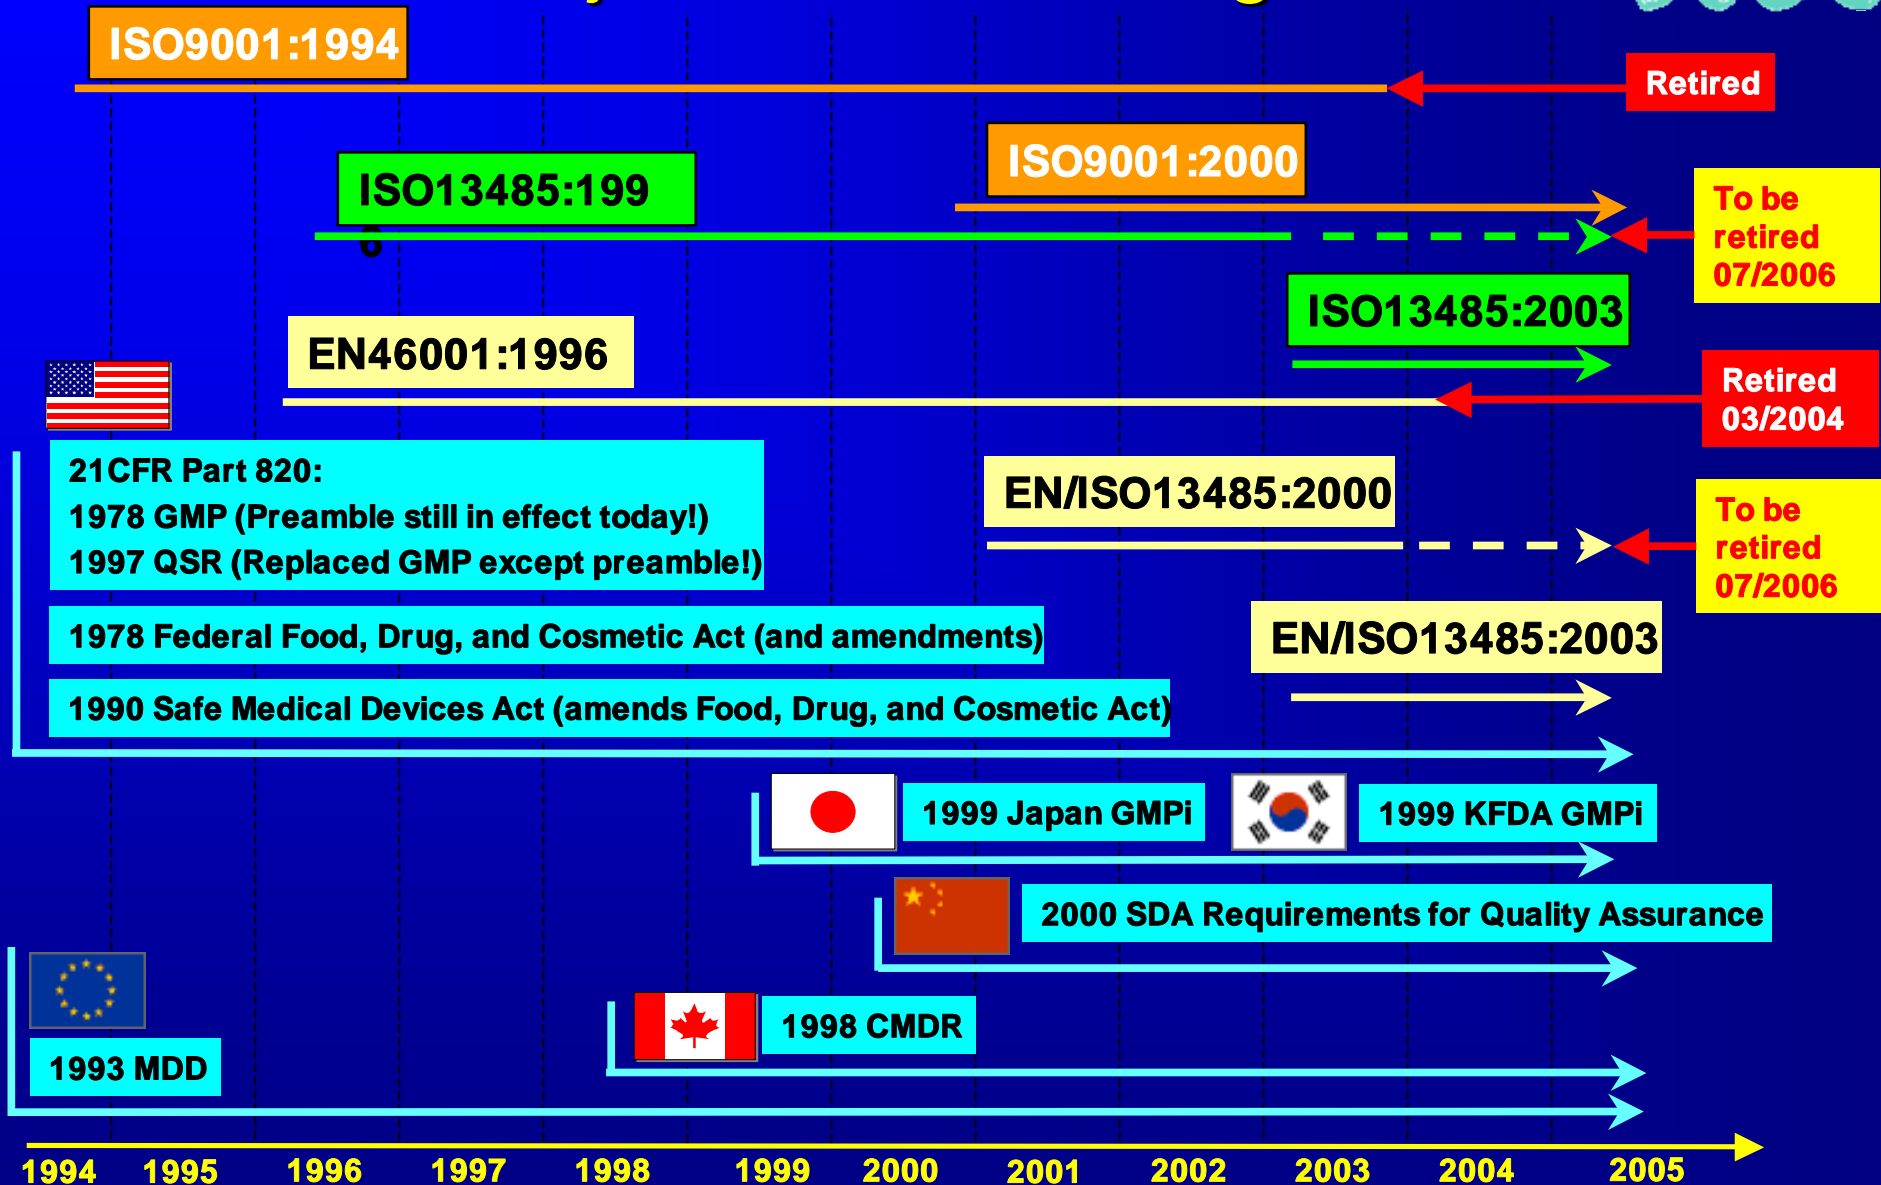 ISO9001:1994
Retired
ISO9001:2000
ISO13485:199
6
To be
retired
07/2006
ISO13485:2003
EN46001:1996
Retired
03/2004
21CFR Part 820:
1978 GMP (Preamble still in effect today!)
1997 QSR (Replaced GMP except preamble!)
EN/ISO13485:2000
To be
retired
07/2006
1978 Federal Food, Drug, and Cosmetic Act (and amendments)
EN/ISO13485:2003
1990 Safe Medical Devices Act (amends Food, Drug, and Cosmetic Act)
1999 Japan GMPi
1999 KFDA GMPi
2000 SDA Requirements for Quality Assurance
1998 CMDR
1993 MDD
1994 1995 1996 1997 1998 1999 2000 2001 2002 2003 2004 2005